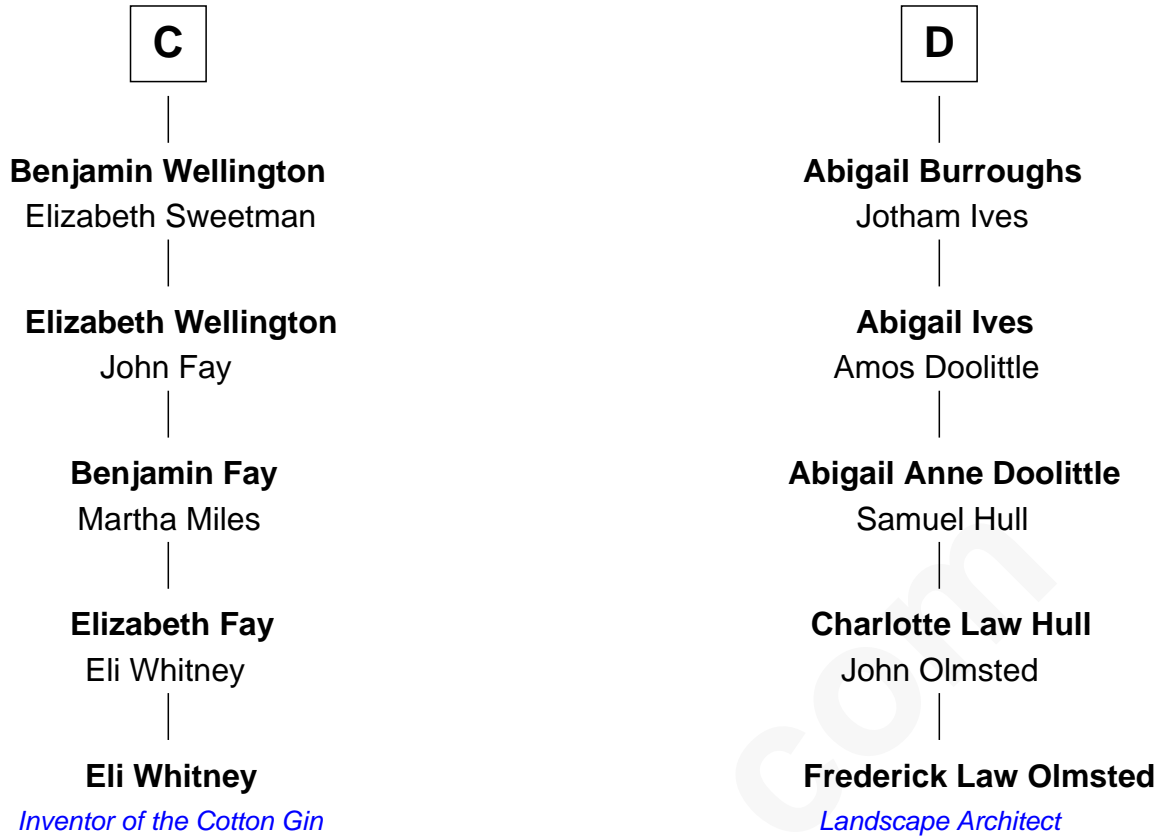 C
Benjamin Wellington
Elizabeth Sweetman
Elizabeth Wellington
John Fay
Benjamin Fay
Martha Miles
Elizabeth Fay
Eli Whitney
Eli Whitney
Inventor of the Cotton Gin
D
Abigail Burroughs
Jotham Ives
Abigail Ives
Amos Doolittle
Abigail Anne Doolittle
Samuel Hull
Charlotte Law Hull
John Olmsted
Frederick Law Olmsted
Landscape Architect
com